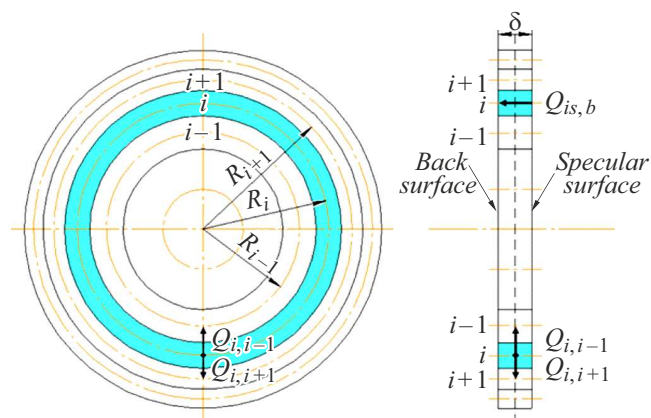 i+1
i
i−1
R_{i+1}
R_i
R_{i−1}
Q_{i, i−1}
Q_{i, i+1}
δ
i+1
i
Q_{is, b}
i−1
Back
surface
Specular
surface
i−1
Q_{i, i−1}
i
Q_{i, i+1}
i+1